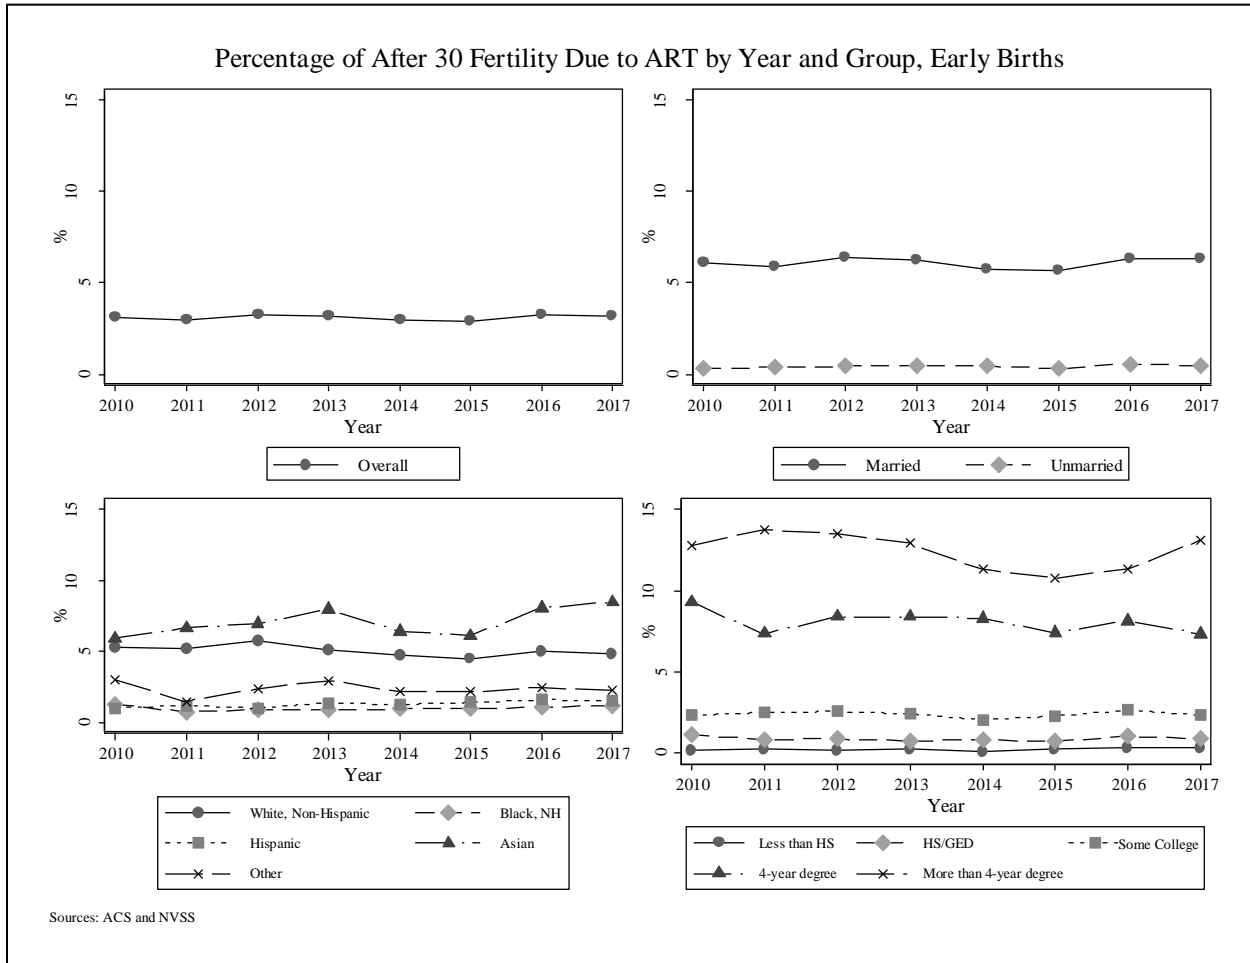 Percentage of After 30 Fertility Due to ART by Year and Group, Early Births
15
10
%
5
0
2010 2011 2012 2013 2014 2015 2016 2017
Year
Overall
15
10
%
5
0
2010 2011 2012 2013 2014 2015 2016 2017
Year
Married Unmarried
15
10
%
5
0
2010 2011 2012 2013 2014 2015 2016 2017
Year
White, Non-Hispanic Black, NH
Hispanic Asian
Other
15
10
%
5
0
2010 2011 2012 2013 2014 2015 2016 2017
Year
Less than HS HS/GED Some College
4-year degree More than 4-year degree
Sources: ACS and NVSS